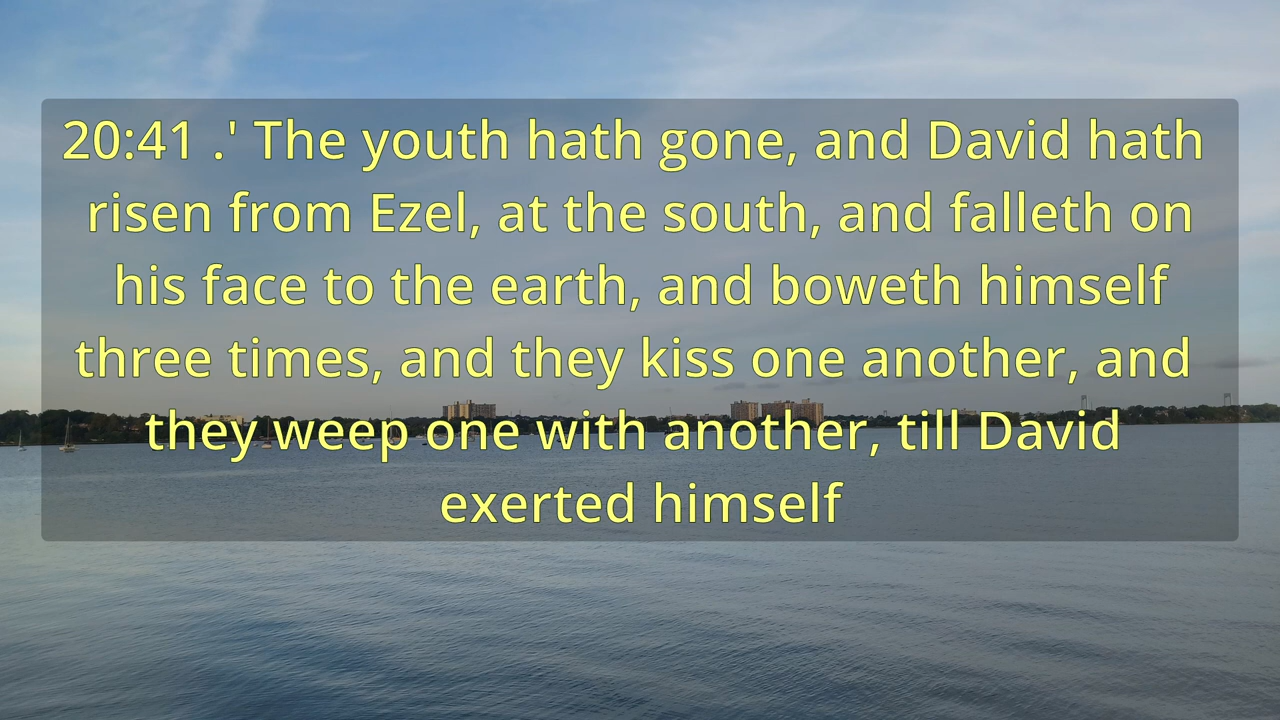 20:41 .' The youth hath gone, and David hath
risen from Ezel, at the south, and falleth on
his face to the earth, and boweth himself
three times, and they kiss one another, and
they weep one with another, till David
exerted himself